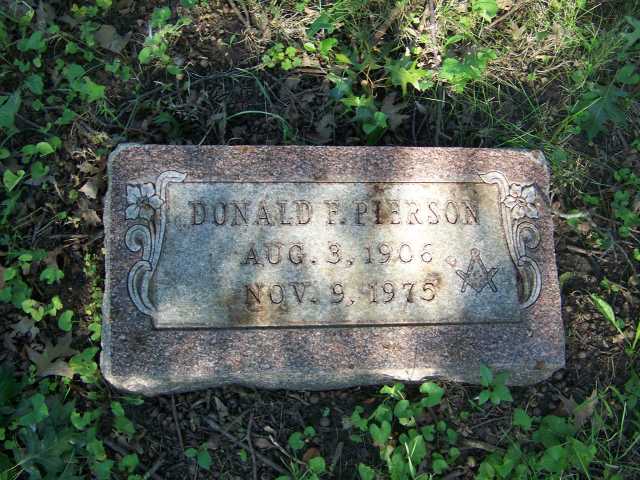 DONALD F. PIERSON
AUG. 3, 1906
NOV. 9, 1975